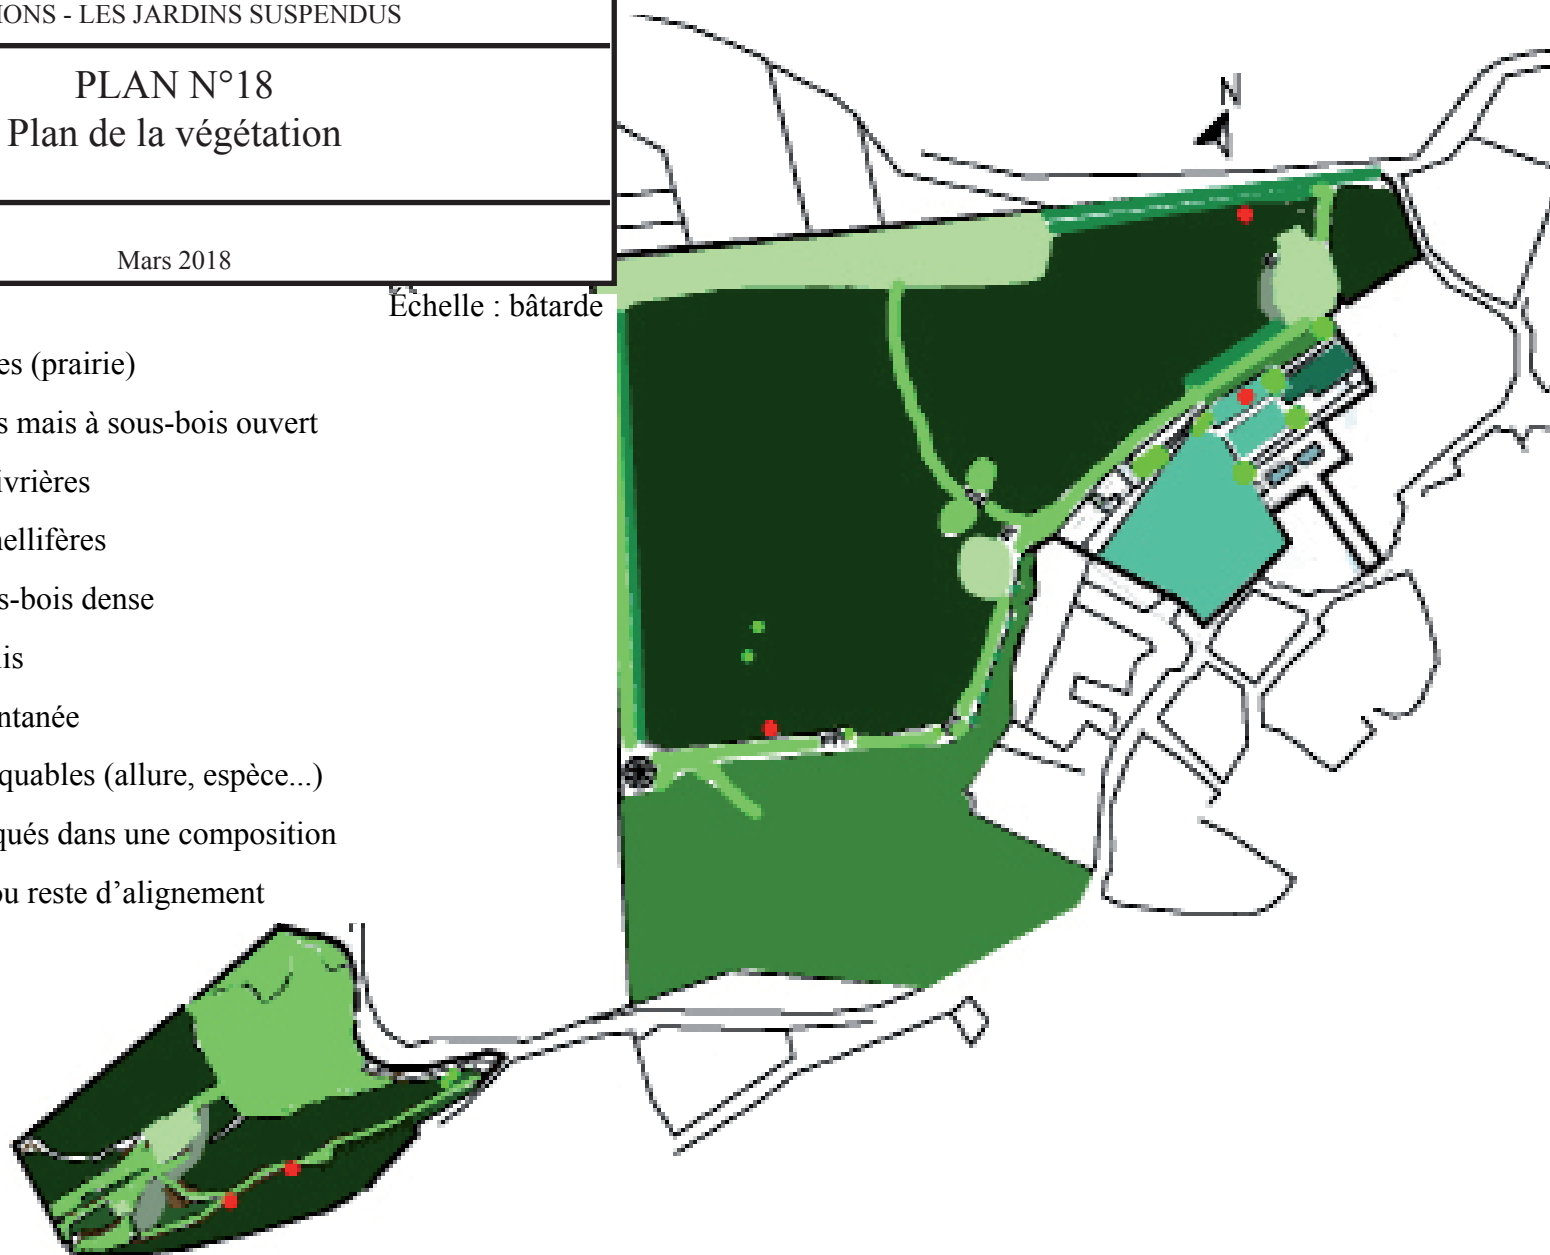 IONS - LES JARDINS SUSPENDUS
PLAN N°18
Plan de la végétation
Mars 2018
Échelle : bâtarde
es (prairie)
s mais à sous-bois ouvert
ivrières
nellifères
s-bois dense
is
ntanée
quables (allure, espèce...)
qués dans une composition
ou reste d’alignement
N